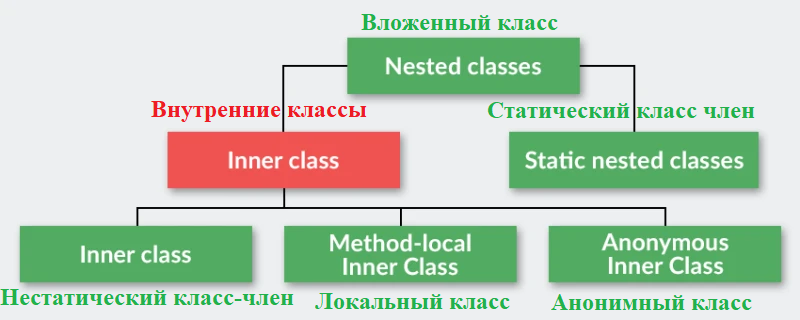 Вложенный класс
Nested classes
Внутренние классы
Статический класс член
Inner class
Static nested classes
Inner class
Method-local
Inner Class
Anonymous
Inner Class
Нестатический класс-член
Локальный класс
Анонимный класс